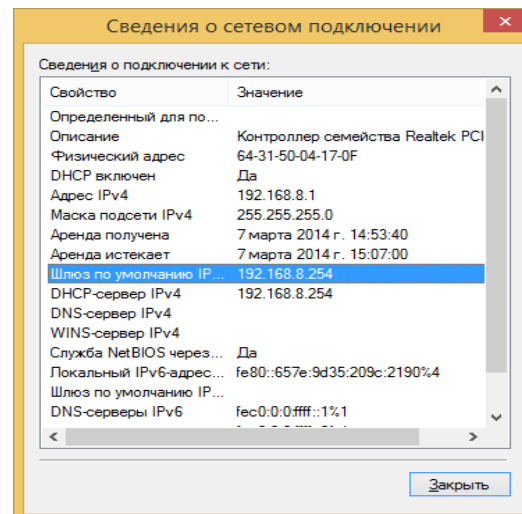 Сведения о сетевом подключении
Сведения о подключении к сети:
Свойство Значение
Определенный для по...
Описание Контроллер семейства Realtek PCI
Физический адрес 64-31-50-04-17-0F
DHCP включен Да
Адрес IPv4 192.168.8.1
Маска подсети IPv4 255.255.255.0
Аренда получена 7 марта 2014 г. 14:53:40
Аренда истекает 7 марта 2014 г. 15:07:00
Шлюз по умолчанию IP... 192.168.8.254
DHCP-сервер IPv4 192.168.8.254
DNS-сервер IPv4
WINS-сервер IPv4
Служба NetBIOS через... Да
Локальный IPv6-адрес... fe80::657e:9d35:209c:2190%4
Шлюз по умолчанию IP...
DNS-серверы IPv6 fec0:0:0:ffff::1%1
Закрыть